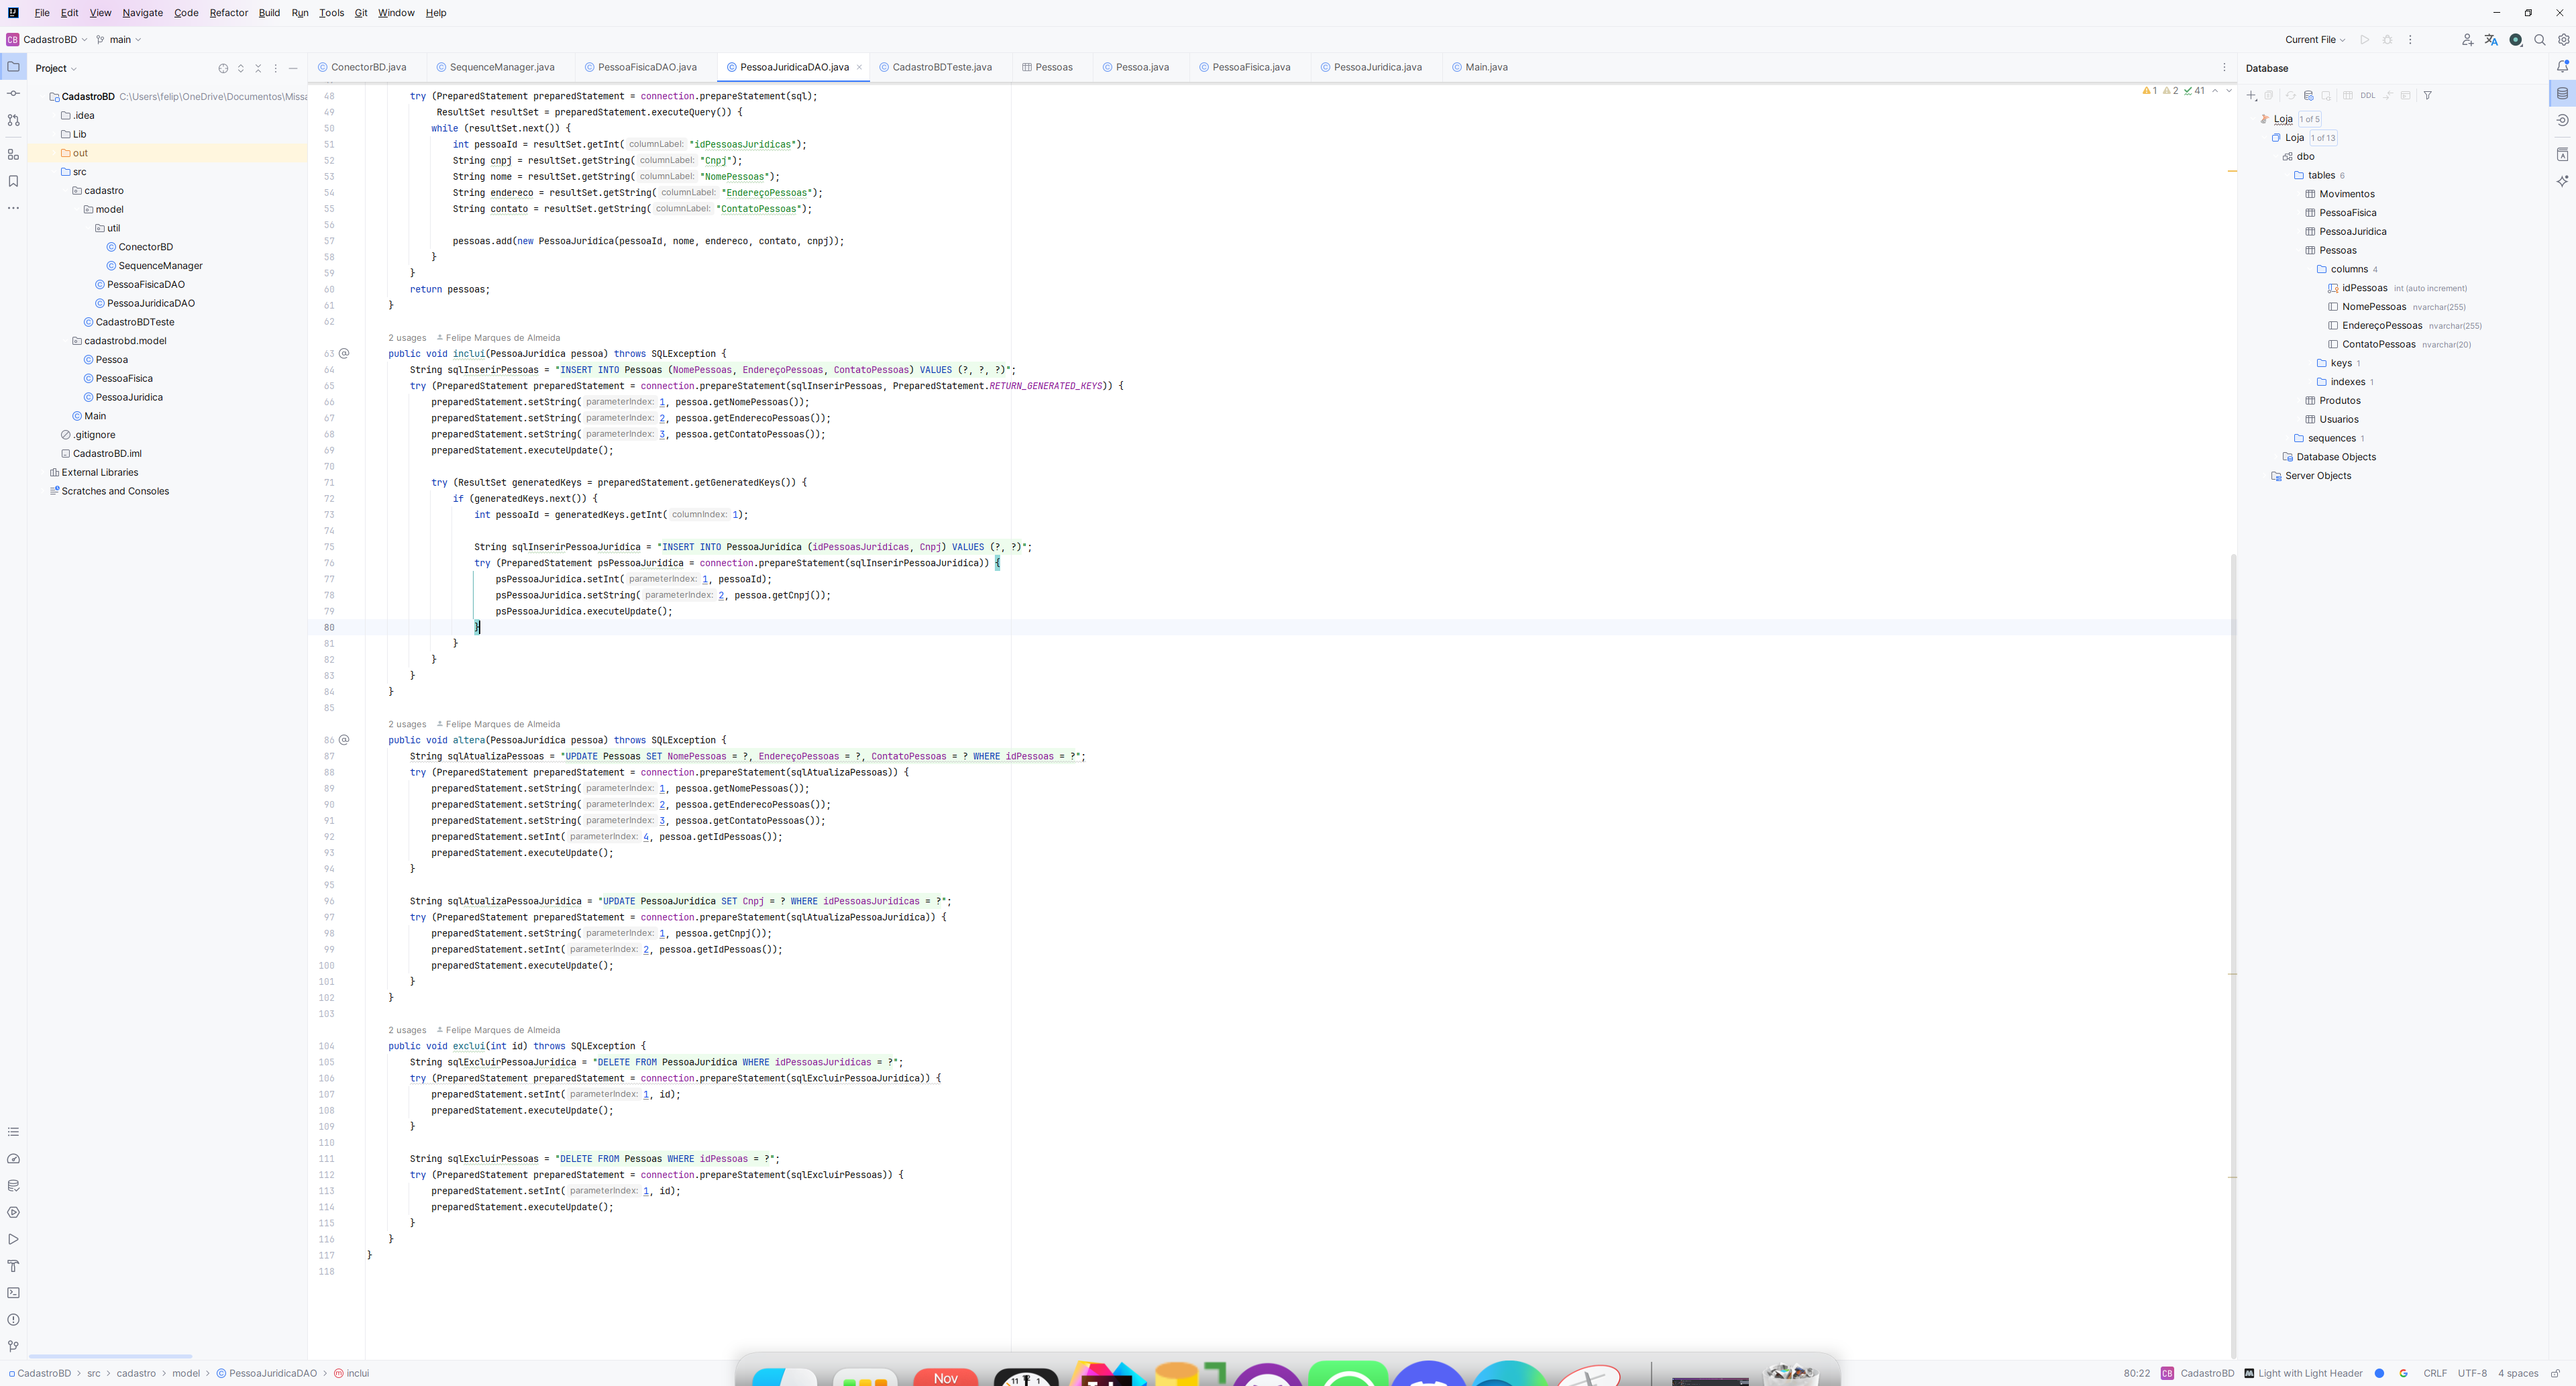 File Edit View Navigate Code Refactor Build Run Tools Git Window Help
CB CadastroBD main Current File
Project
ConectorBD.java SequenceManager.java PessoaFisicaDAO.java PessoaJuridicaDAO.java CadastroBDTeste.java Pessoas Pessoa.java PessoaFisica.java PessoaJuridica.java Main.java
Database
CadastroBD C:\Users\felip\OneDrive\Documentos\Missa
.idea
Lib
out
src
cadastro
model
util
ConectorBD
SequenceManager
PessoaFisicaDAO
PessoaJuridicaDAO
CadastroBDTeste
cadastrobd.model
Pessoa
PessoaFisica
PessoaJuridica
Main
.gitignore
CadastroBD.iml
External Libraries
Scratches and Consoles
1 2 41
48 try (PreparedStatement preparedStatement = connection.prepareStatement(sql);
49 ResultSet resultSet = preparedStatement.executeQuery()) {
50 while (resultSet.next()) {
51 int pessoaId = resultSet.getInt( columnLabel: "idPessoasJuridicas");
52 String cnpj = resultSet.getString( columnLabel: "Cnpj");
53 String nome = resultSet.getString( columnLabel: "NomePessoas");
54 String endereco = resultSet.getString( columnLabel: "EndereçoPessoas");
55 String contato = resultSet.getString( columnLabel: "ContatoPessoas");
56
57 pessoas.add(new PessoaJuridica(pessoaId, nome, endereco, contato, cnpj));
58 }
59 }
60 return pessoas;
61 }
62
2 usages Felipe Marques de Almeida
63 public void inclui(PessoaJuridica pessoa) throws SQLException {
64 String sqlInserirPessoas = "INSERT INTO Pessoas (NomePessoas, EndereçoPessoas, ContatoPessoas) VALUES (?, ?, ?)";
65 try (PreparedStatement preparedStatement = connection.prepareStatement(sqlInserirPessoas, PreparedStatement.RETURN_GENERATED_KEYS)) {
66 preparedStatement.setString( parameterIndex: 1, pessoa.getNomePessoas());
67 preparedStatement.setString( parameterIndex: 2, pessoa.getEnderecoPessoas());
68 preparedStatement.setString( parameterIndex: 3, pessoa.getContatoPessoas());
69 preparedStatement.executeUpdate();
70
71 try (ResultSet generatedKeys = preparedStatement.getGeneratedKeys()) {
72 if (generatedKeys.next()) {
73 int pessoaId = generatedKeys.getInt( columnIndex: 1);
74
75 String sqlInserirPessoaJuridica = "INSERT INTO PessoaJuridica (idPessoasJuridicas, Cnpj) VALUES (?, ?)";
76 try (PreparedStatement psPessoaJuridica = connection.prepareStatement(sqlInserirPessoaJuridica)) {
77 psPessoaJuridica.setInt( parameterIndex: 1, pessoaId);
78 psPessoaJuridica.setString( parameterIndex: 2, pessoa.getCnpj());
79 psPessoaJuridica.executeUpdate();
80 }
81 }
82 }
83 }
84 }
85
2 usages Felipe Marques de Almeida
86 public void altera(PessoaJuridica pessoa) throws SQLException {
87 String sqlAtualizaPessoas = "UPDATE Pessoas SET NomePessoas = ?, EndereçoPessoas = ?, ContatoPessoas = ? WHERE idPessoas = ?";
88 try (PreparedStatement preparedStatement = connection.prepareStatement(sqlAtualizaPessoas)) {
89 preparedStatement.setString( parameterIndex: 1, pessoa.getNomePessoas());
90 preparedStatement.setString( parameterIndex: 2, pessoa.getEnderecoPessoas());
91 preparedStatement.setString( parameterIndex: 3, pessoa.getContatoPessoas());
92 preparedStatement.setInt( parameterIndex: 4, pessoa.getIdPessoas());
93 preparedStatement.executeUpdate();
94 }
95
96 String sqlAtualizaPessoaJuridica = "UPDATE PessoaJuridica SET Cnpj = ? WHERE idPessoasJuridicas = ?";
97 try (PreparedStatement preparedStatement = connection.prepareStatement(sqlAtualizaPessoaJuridica)) {
98 preparedStatement.setString( parameterIndex: 1, pessoa.getCnpj());
99 preparedStatement.setInt( parameterIndex: 2, pessoa.getIdPessoas());
100 preparedStatement.executeUpdate();
101 }
102 }
103
2 usages Felipe Marques de Almeida
104 public void exclui(int id) throws SQLException {
105 String sqlExcluirPessoaJuridica = "DELETE FROM PessoaJuridica WHERE idPessoasJuridicas = ?";
106 try (PreparedStatement preparedStatement = connection.prepareStatement(sqlExcluirPessoaJuridica)) {
107 preparedStatement.setInt( parameterIndex: 1, id);
108 preparedStatement.executeUpdate();
109 }
110
111 String sqlExcluirPessoas = "DELETE FROM Pessoas WHERE idPessoas = ?";
112 try (PreparedStatement preparedStatement = connection.prepareStatement(sqlExcluirPessoas)) {
113 preparedStatement.setInt( parameterIndex: 1, id);
114 preparedStatement.executeUpdate();
115 }
116 }
117 }
118
DDL
Loja 1 of 5
Loja 1 of 13
dbo
tables 6
Movimentos
PessoaFisica
PessoaJuridica
Pessoas
columns 4
idPessoas int (auto increment)
NomePessoas nvarchar(255)
EndereçoPessoas nvarchar(255)
ContatoPessoas nvarchar(20)
keys 1
indexes 1
Produtos
Usuarios
sequences 1
Database Objects
Server Objects
Nov
CadastroBD > src > cadastro > model > PessoaJuridicaDAO > inclui
80:22 CB CadastroBD Light with Light Header CRLF UTF-8 4 spaces